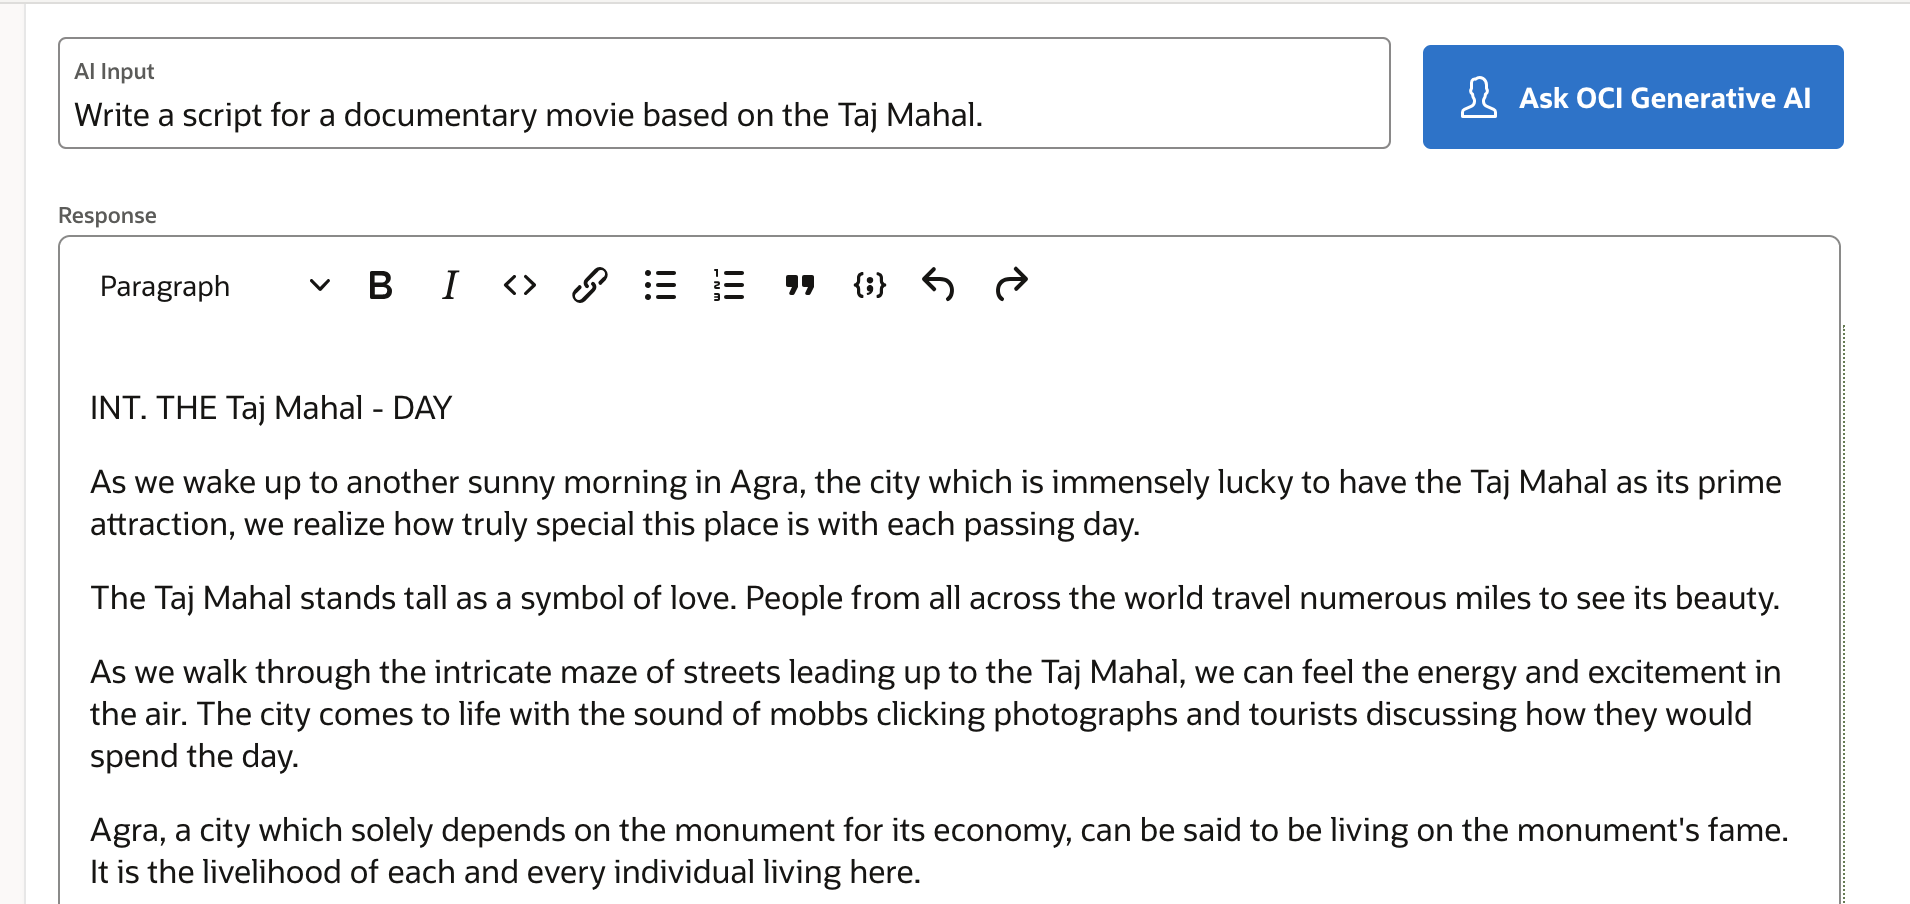 AI Input
Write a script for a documentary movie based on the Taj Mahal.
Ask OCI Generative AI
Response
Paragraph
INT. THE Taj Mahal - DAY
As we wake up to another sunny morning in Agra, the city which is immensely lucky to have the Taj Mahal as its prime
attraction, we realize how truly special this place is with each passing day.
The Taj Mahal stands tall as a symbol of love. People from all across the world travel numerous miles to see its beauty.
As we walk through the intricate maze of streets leading up to the Taj Mahal, we can feel the energy and excitement in
the air. The city comes to life with the sound of mobbs clicking photographs and tourists discussing how they would
spend the day.
Agra, a city which solely depends on the monument for its economy, can be said to be living on the monument's fame.
It is the livelihood of each and every individual living here.